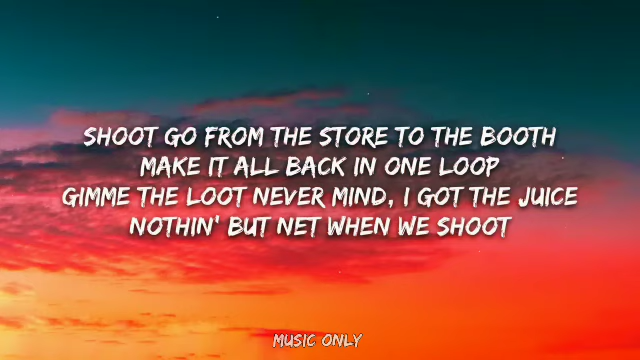 SHOOT GO FROM THE STORE TO THE BOOTH
MAKE IT ALL BACK IN ONE LOOP
GIMME THE LOOT NEVER MIND, I GOT THE JUICE
NOTHIN' BUT NET WHEN WE SHOOT
MUSIC ONLY